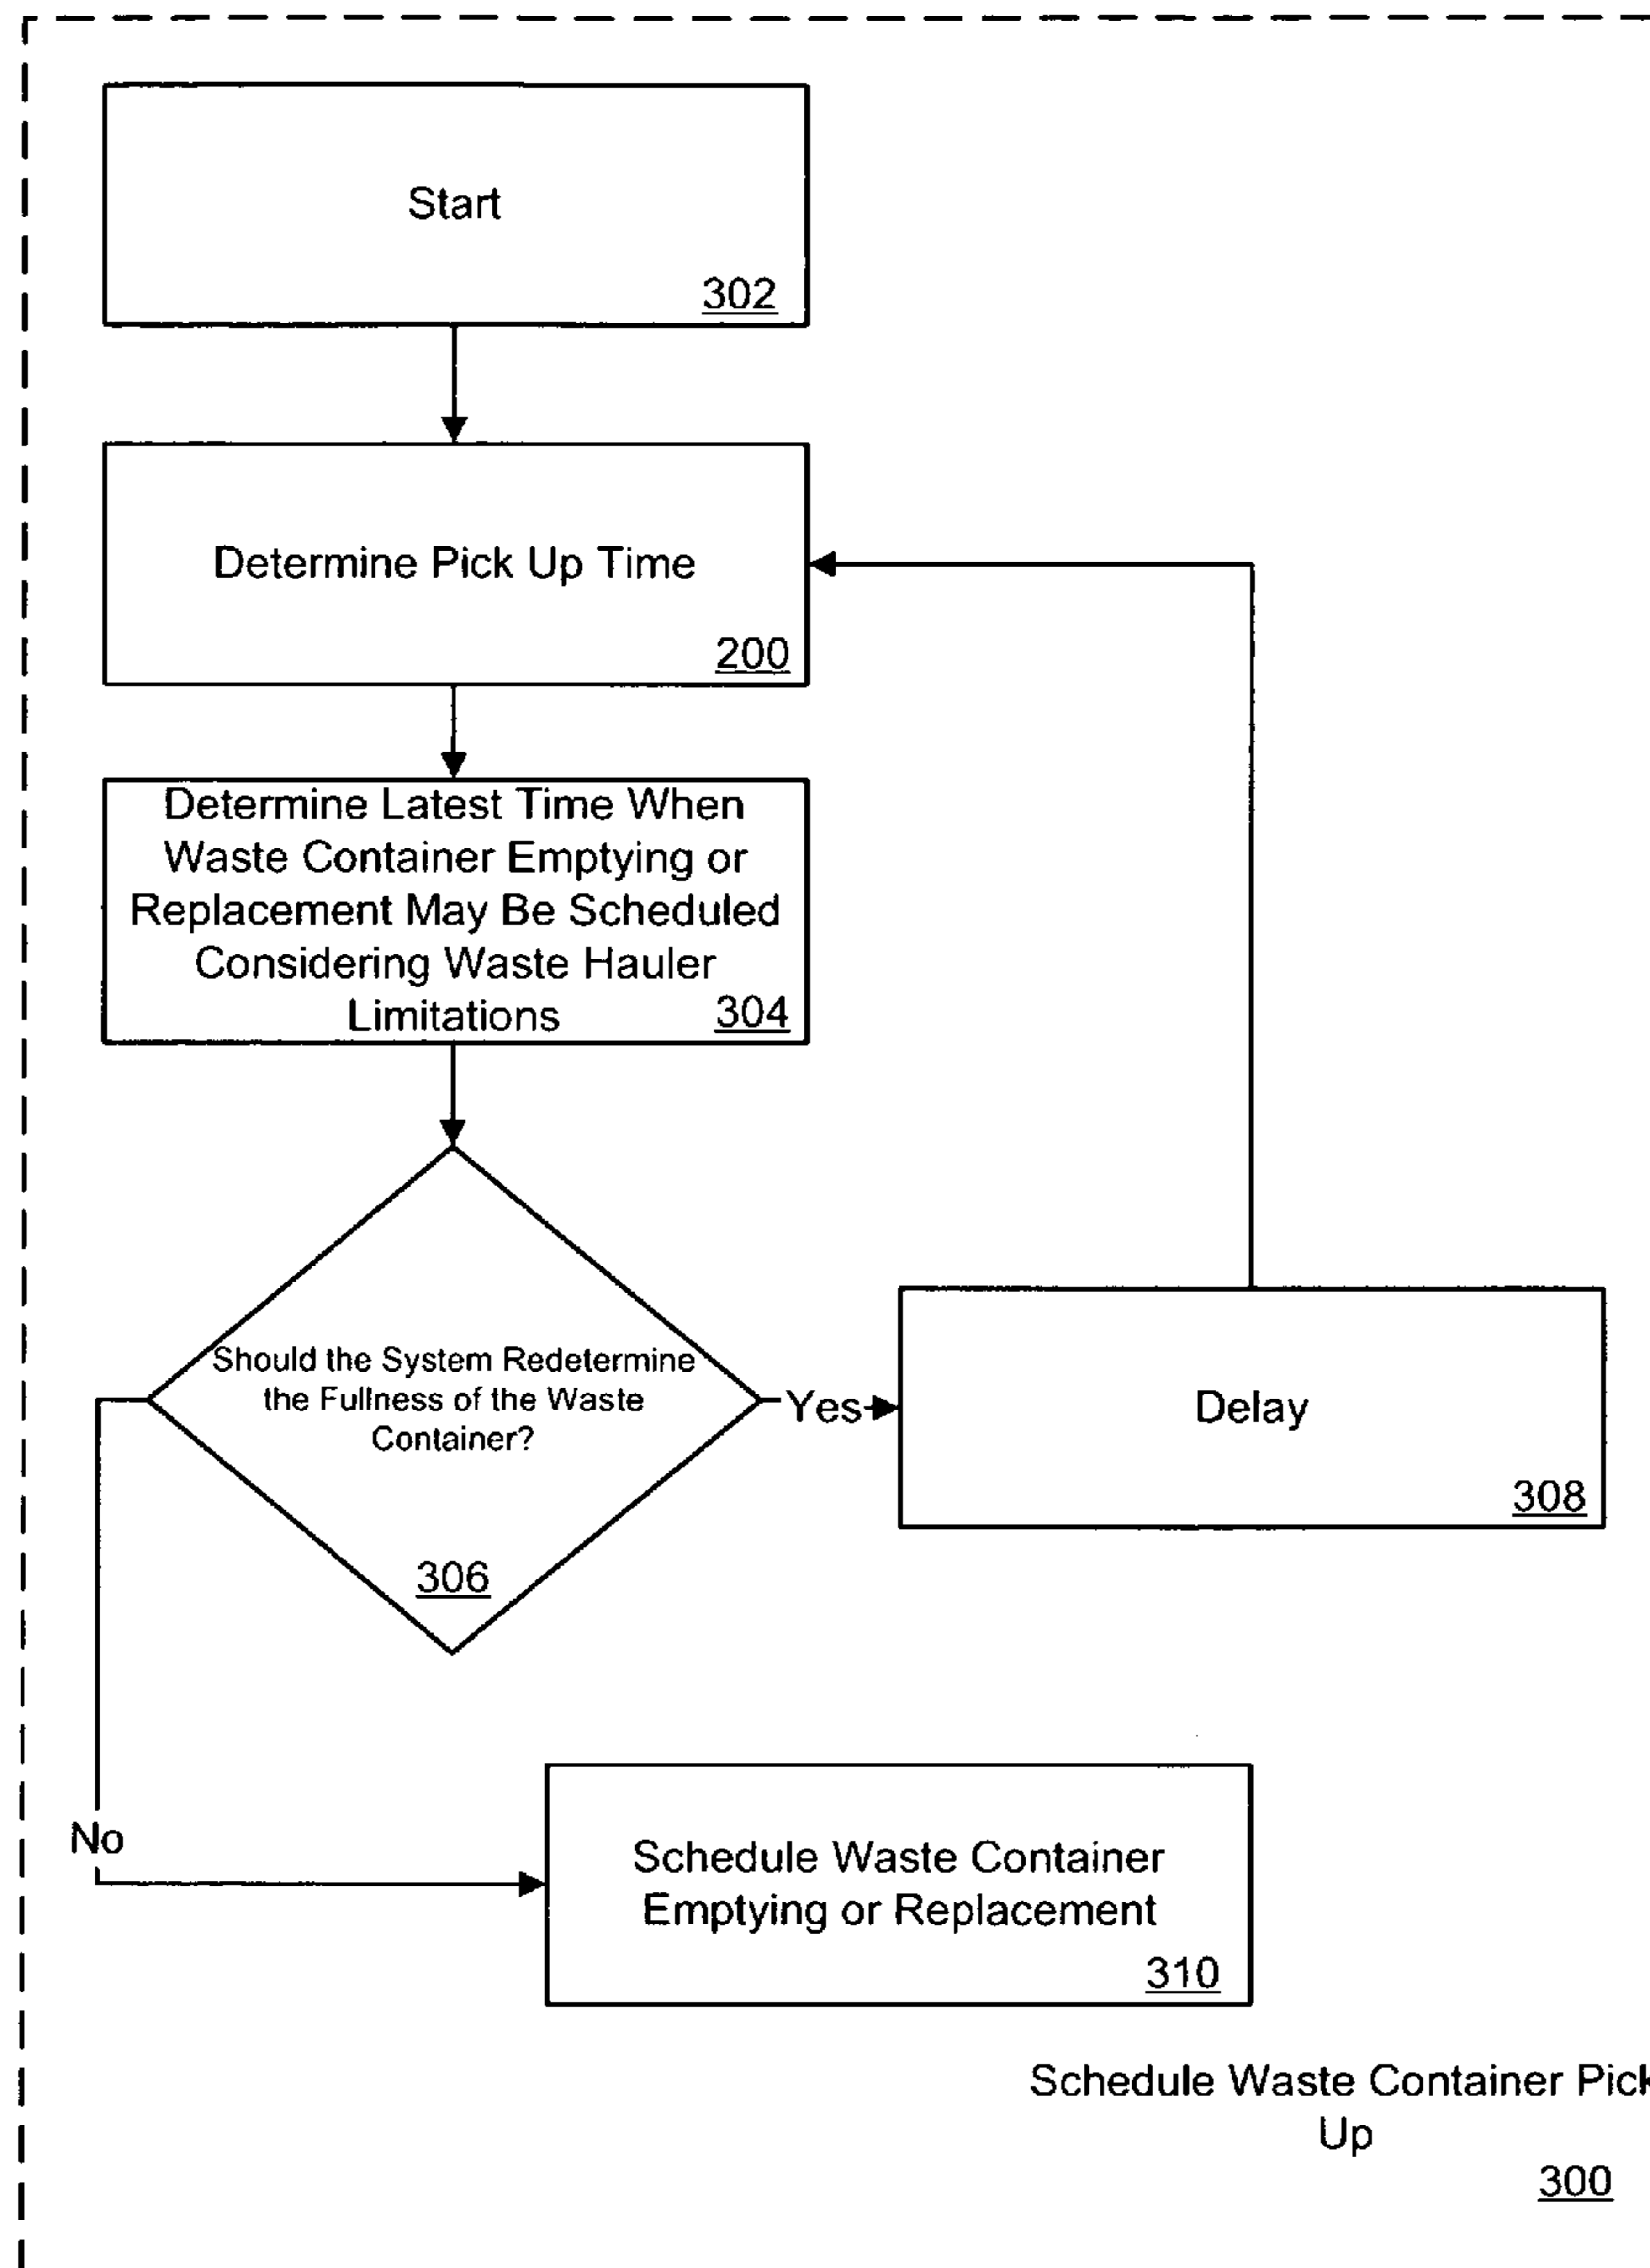 Start
302
Determine Pick Up Time
200
Determine Latest Time When
Waste Container Emptying or
Replacement May Be Scheduled
Considering Waste Hauler
Limitations
304
Should the System Redetermine
the Fullness of the Waste
Container?
306
Yes
Delay
308
No
Schedule Waste Container
Emptying or Replacement
310
Schedule Waste Container Pick
Up
300